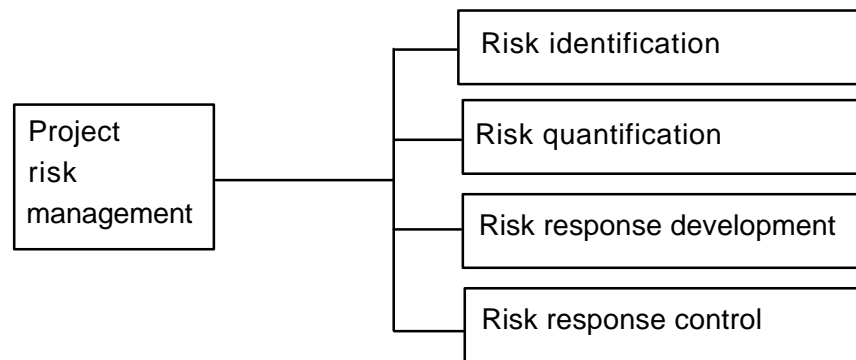 Project
risk
management
Risk identification
Risk quantification
Risk response development
Risk response control